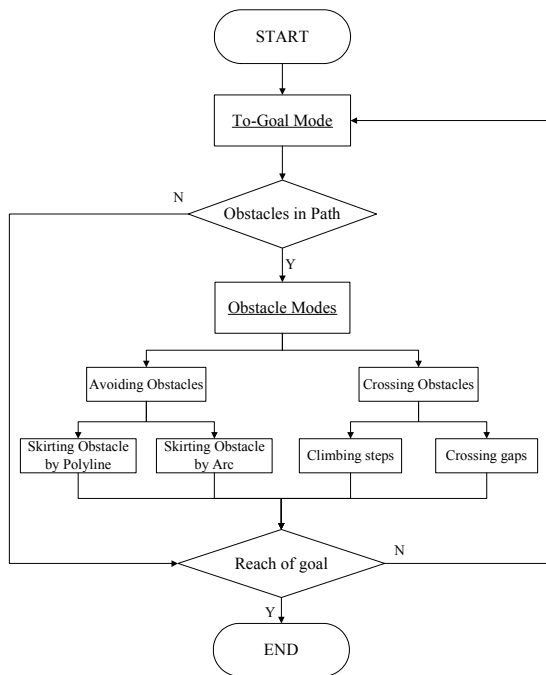 START
To-Goal Mode
N
Obstacles in Path
Y
Obstacle Modes
Avoiding Obstacles
Crossing Obstacles
Skirting Obstacle
by Polyline
Skirting Obstacle
by Arc
Climbing steps
Crossing gaps
Reach of goal
N
Y
END